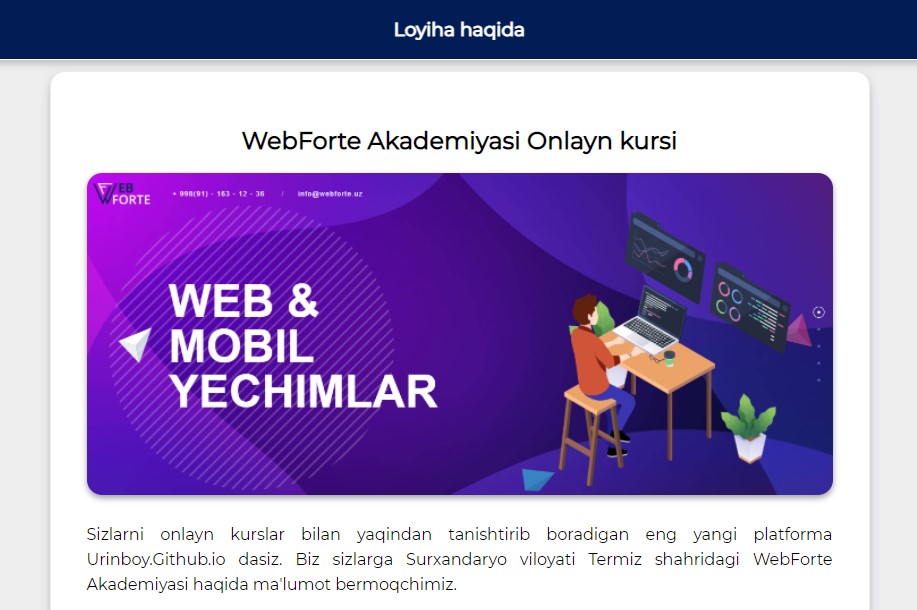 Loyiha haqida
WebForte Akademiyasi Onlayn kursi
WEB
FORTE
+ 998(91) - 163 - 12 - 36 / info@webforte.uz
WEB &
MOBIL
YECHIMLAR
Sizlarni onlayn kurslar bilan yaqindan tanishtirib boradigan eng yangi platforma
Urinboy.Github.io dasiz. Biz sizlarga Surxandaryo viloyati Termiz shahridagi WebForte
Akademiyasi haqida ma'lumot bermoqchimiz.